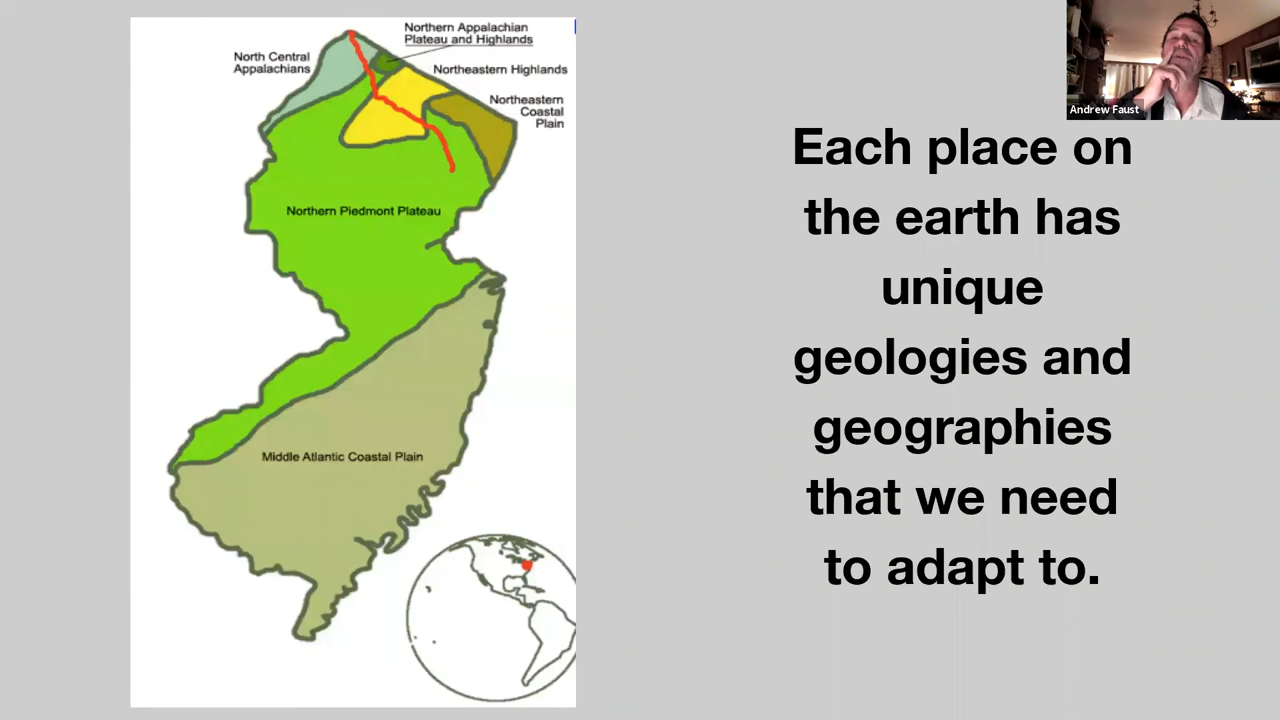 Northern Appalachian
Plateau and Highlands
North Central
Appalachians
Northeastern Highlands
Northeastern
Coastal
Plain
Northern Piedmont Plateau
Middle Atlantic Coastal Plain
Andrew Faust
Each place on
the earth has
unique
geologies and
geographies
that we need
to adapt to.